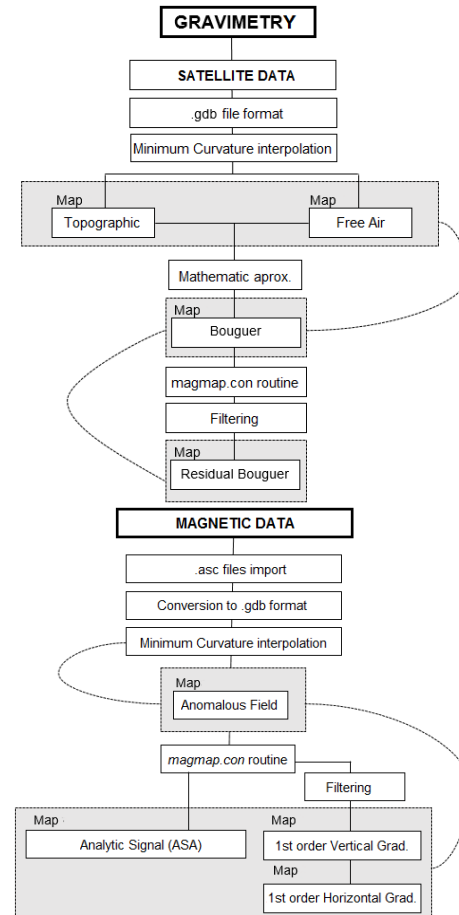 GRAVIMETRY
SATELLITE DATA
.gdb file format
Minimum Curvature interpolation
Map
Map
Topographic
Free Air
Mathematic aprox.
Map
Bouguer
magmap.con routine
Filtering
Map
Residual Bouguer
MAGNETIC DATA
.asc files import
Conversion to .gdb format
Minimum Curvature interpolation
Map
Anomalous Field
magmap.con routine
Filtering
Map
Map
Analytic Signal (ASA)
1st order Vertical Grad.
Map
1st order Horizontal Grad.